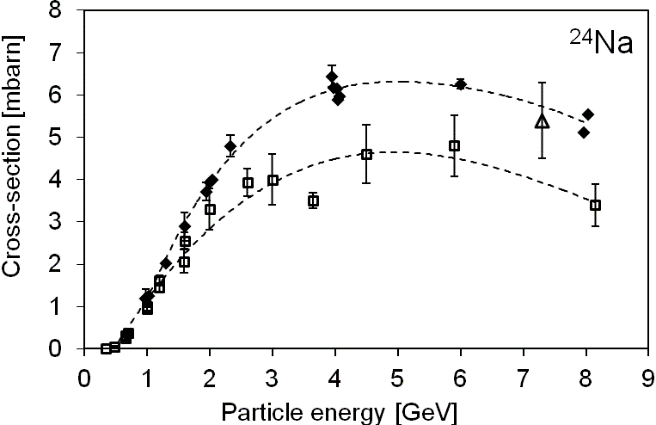 8
7
6
5
4
3
2
1
0
Cross-section [mbarn]
²⁴Na
0 1 2 3 4 5 6 7 8 9
Particle energy [GeV]